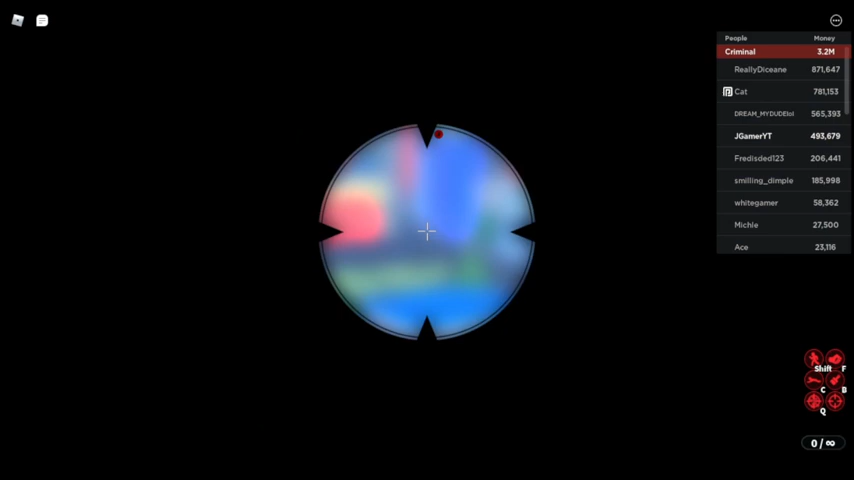 People Money
Criminal 3.2M
ReallyDiceane 871,647
Cat 781,153
DREAM_MYDUDElol 565,393
JGamerYT 493,679
Fredisded123 206,441
smilling_dimple 185,998
whitegamer 58,362
Michle 27,500
Ace 23,116
Shift F
C B
Q
0 / ∞